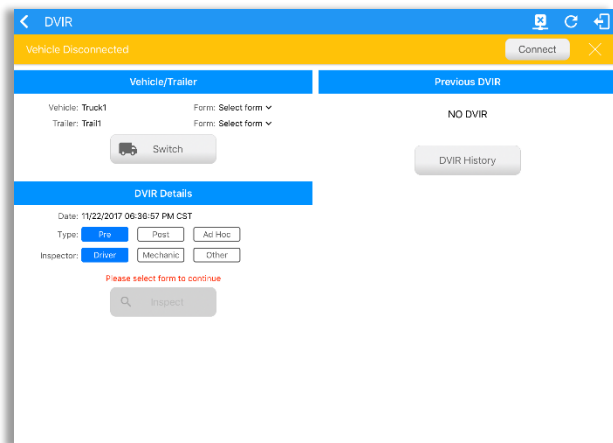 DVIR
Vehicle Disconnected
Connect
Vehicle/Trailer
Vehicle: Truck1 Form: Select form
Trailer: Trail1 Form: Select form
Switch
Previous DVIR
NO DVIR
DVIR History
DVIR Details
Date: 11/22/2017 06:36:57 PM CST
Type: Pre Post Ad Hoc
Inspector: Driver Mechanic Other
Please select form to continue
Inspect